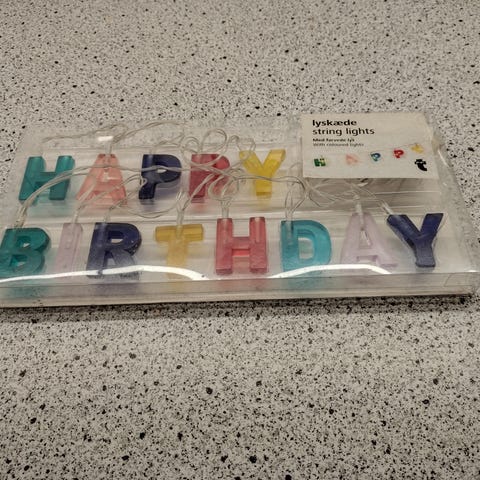 lyskæde
string lights
Med farvede lys
With coloured lights
HAPPY
BIRTHDAY